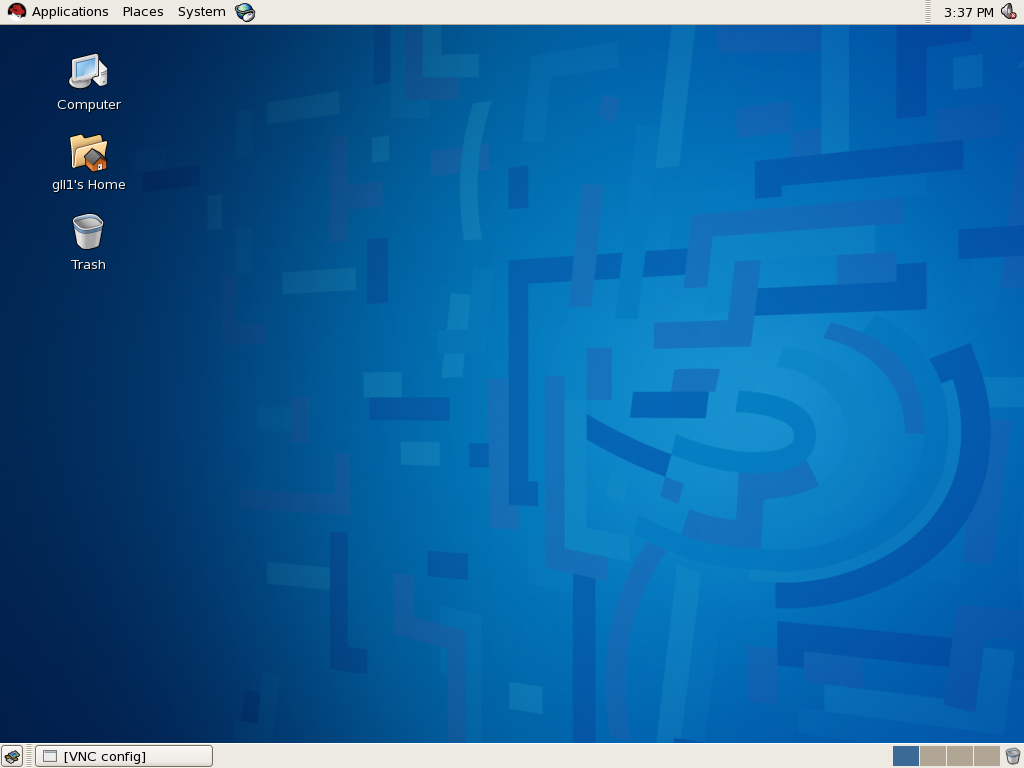 Applications Places System 3:37 PM
Computer
gll1's Home
Trash
[VNC config]